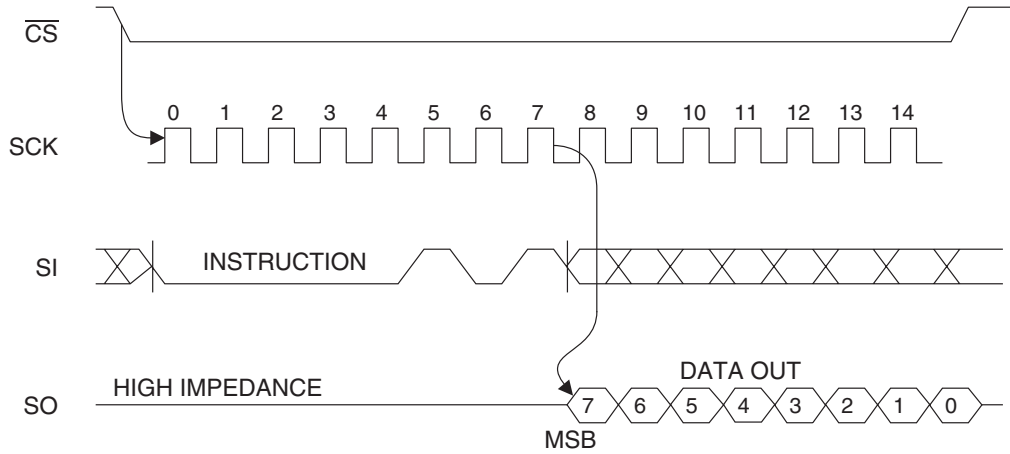 CS
0 1 2 3 4 5 6 7 8 9 10 11 12 13 14
SCK
SI
INSTRUCTION
DATA OUT
HIGH IMPEDANCE
SO
7 6 5 4 3 2 1 0
MSB